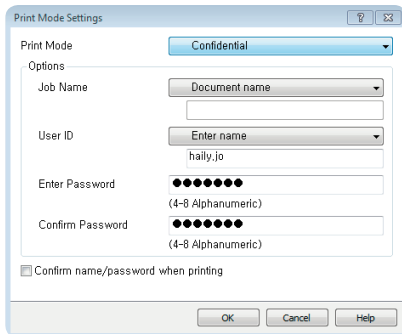 Print Mode Settings
Print Mode Confidential
Options
Job Name Document name
User ID Enter name
haily.jo
Enter Password ●●●●●●●
(4-8 Alphanumeric)
Confirm Password ●●●●●●●
(4-8 Alphanumeric)
Confirm name/password when printing
OK Cancel Help